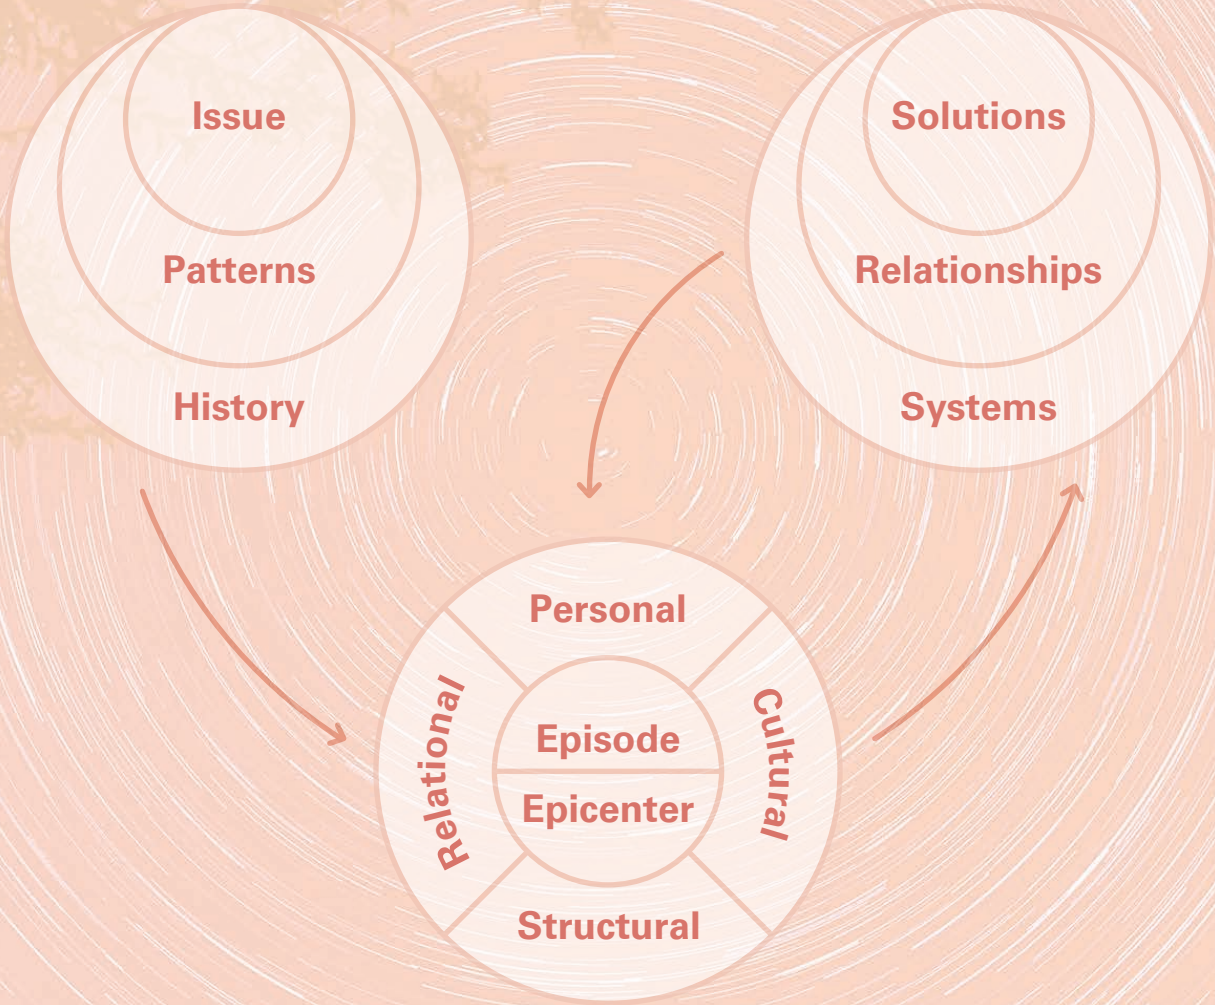 Issue
Patterns
History
Solutions
Relationships
Systems
Personal
Relational
Cultural
Episode
Epicenter
Structural